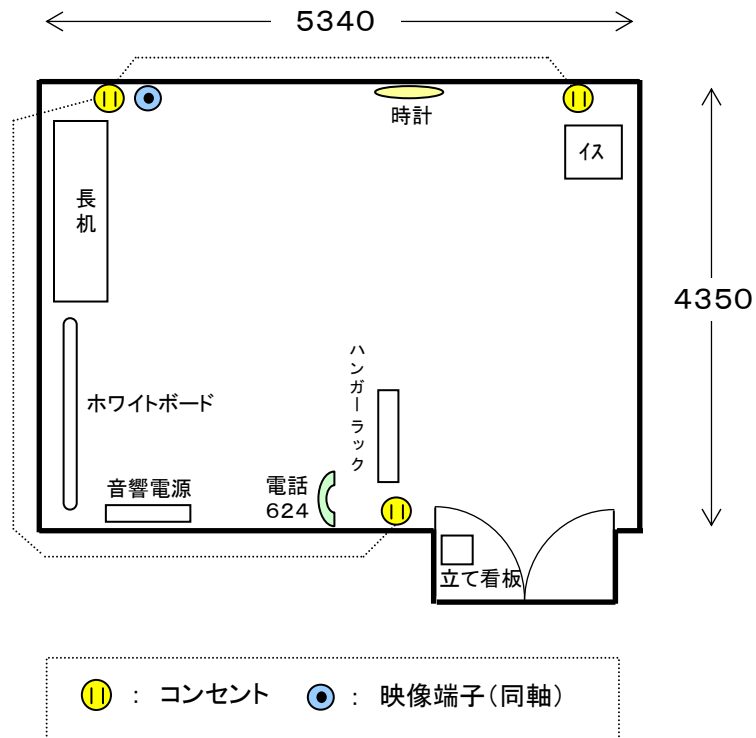 5340
時計
イス
長机
4350
ハンガーラック
ホワイトボード
音響電源
電話
624
立て看板
： コンセント ： 映像端子（同軸）